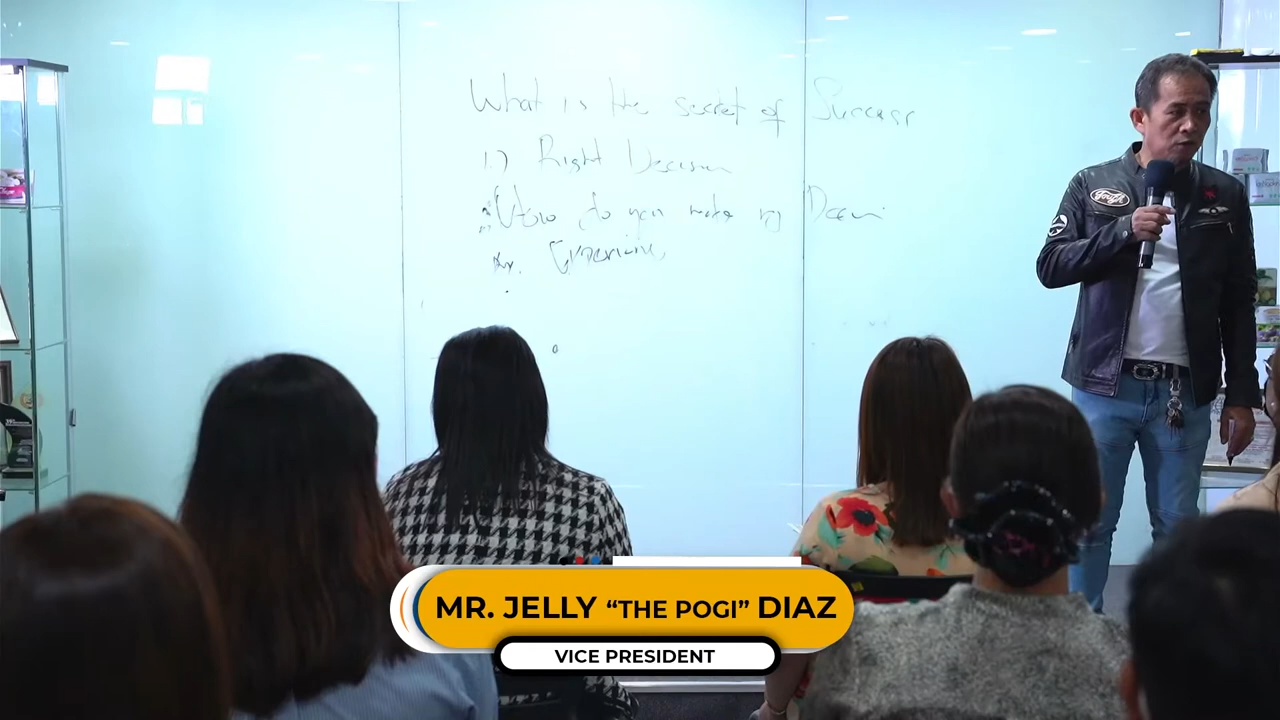 What is the secret of Success
1.) Right Decision
How do you make
MR. JELLY “THE POGI” DIAZ
VICE PRESIDENT